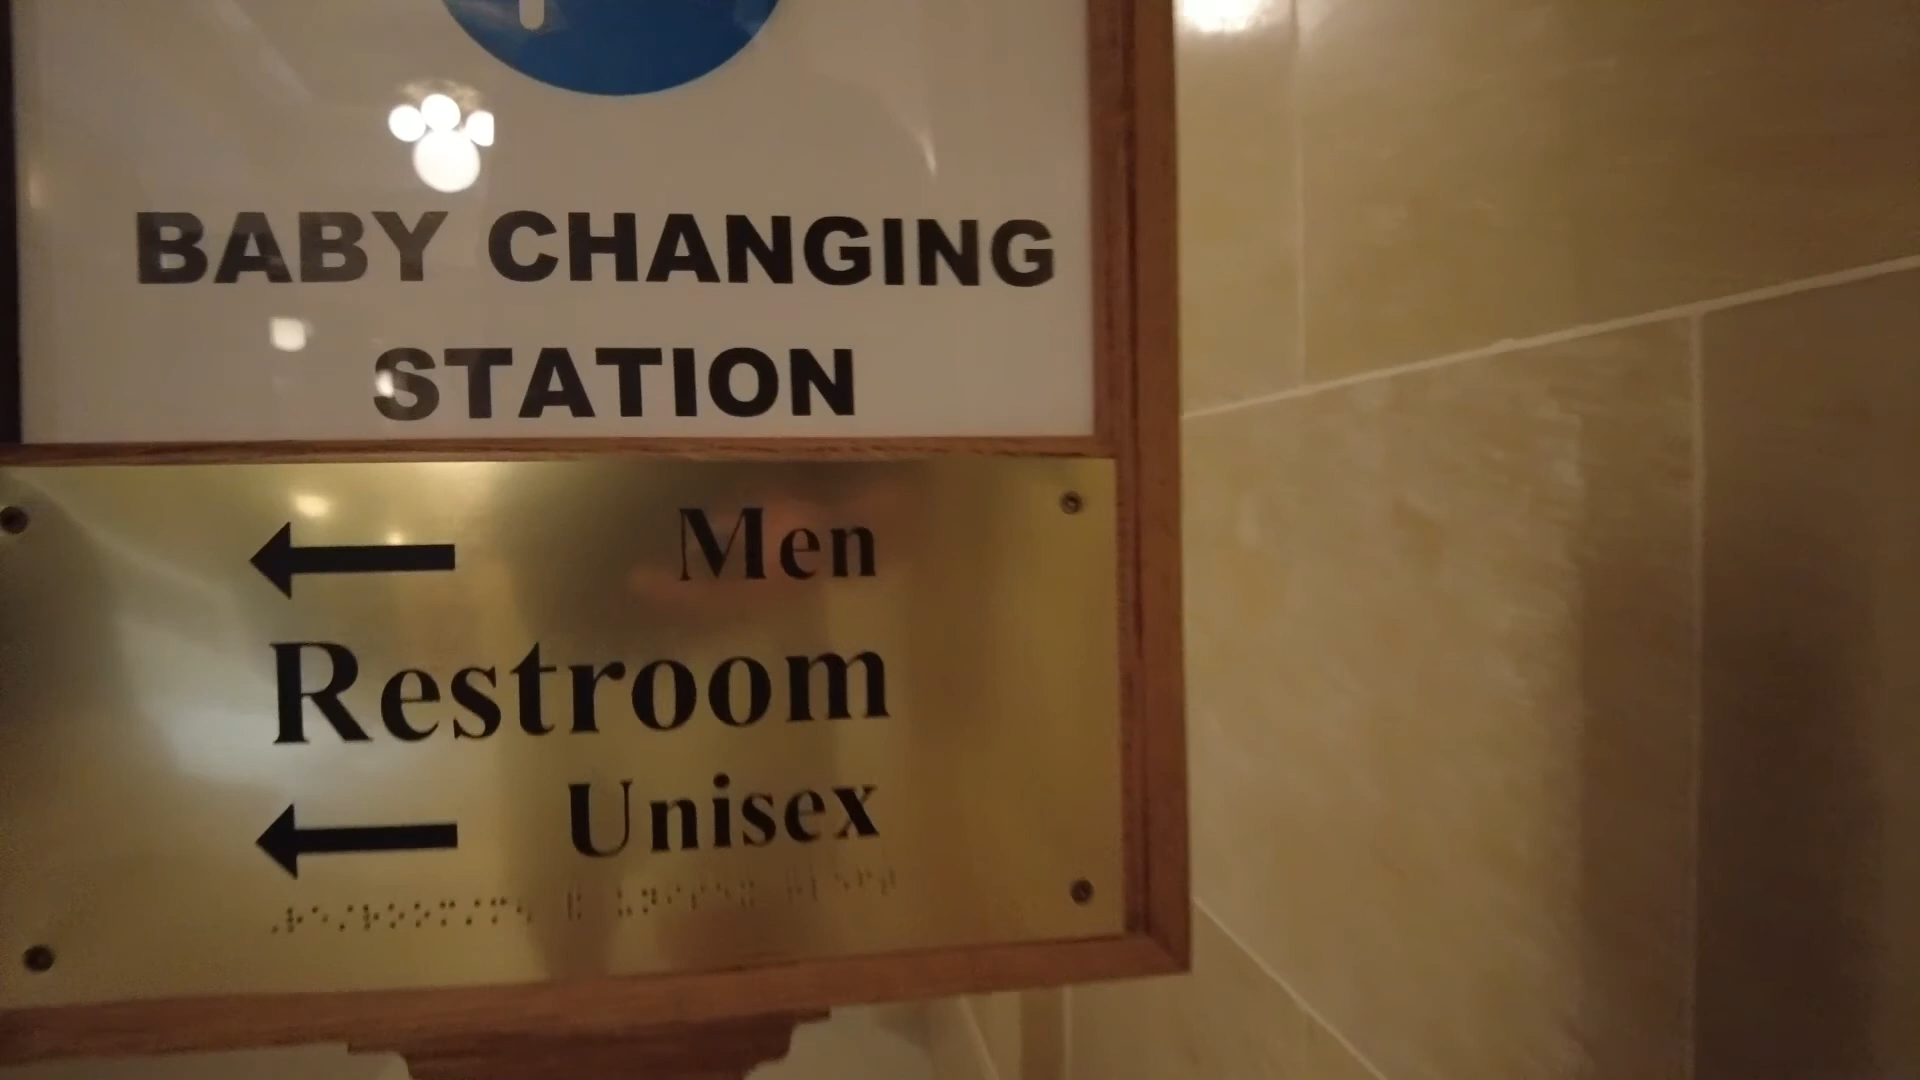 BABY CHANGING
STATION
← Men
Restroom
← Unisex